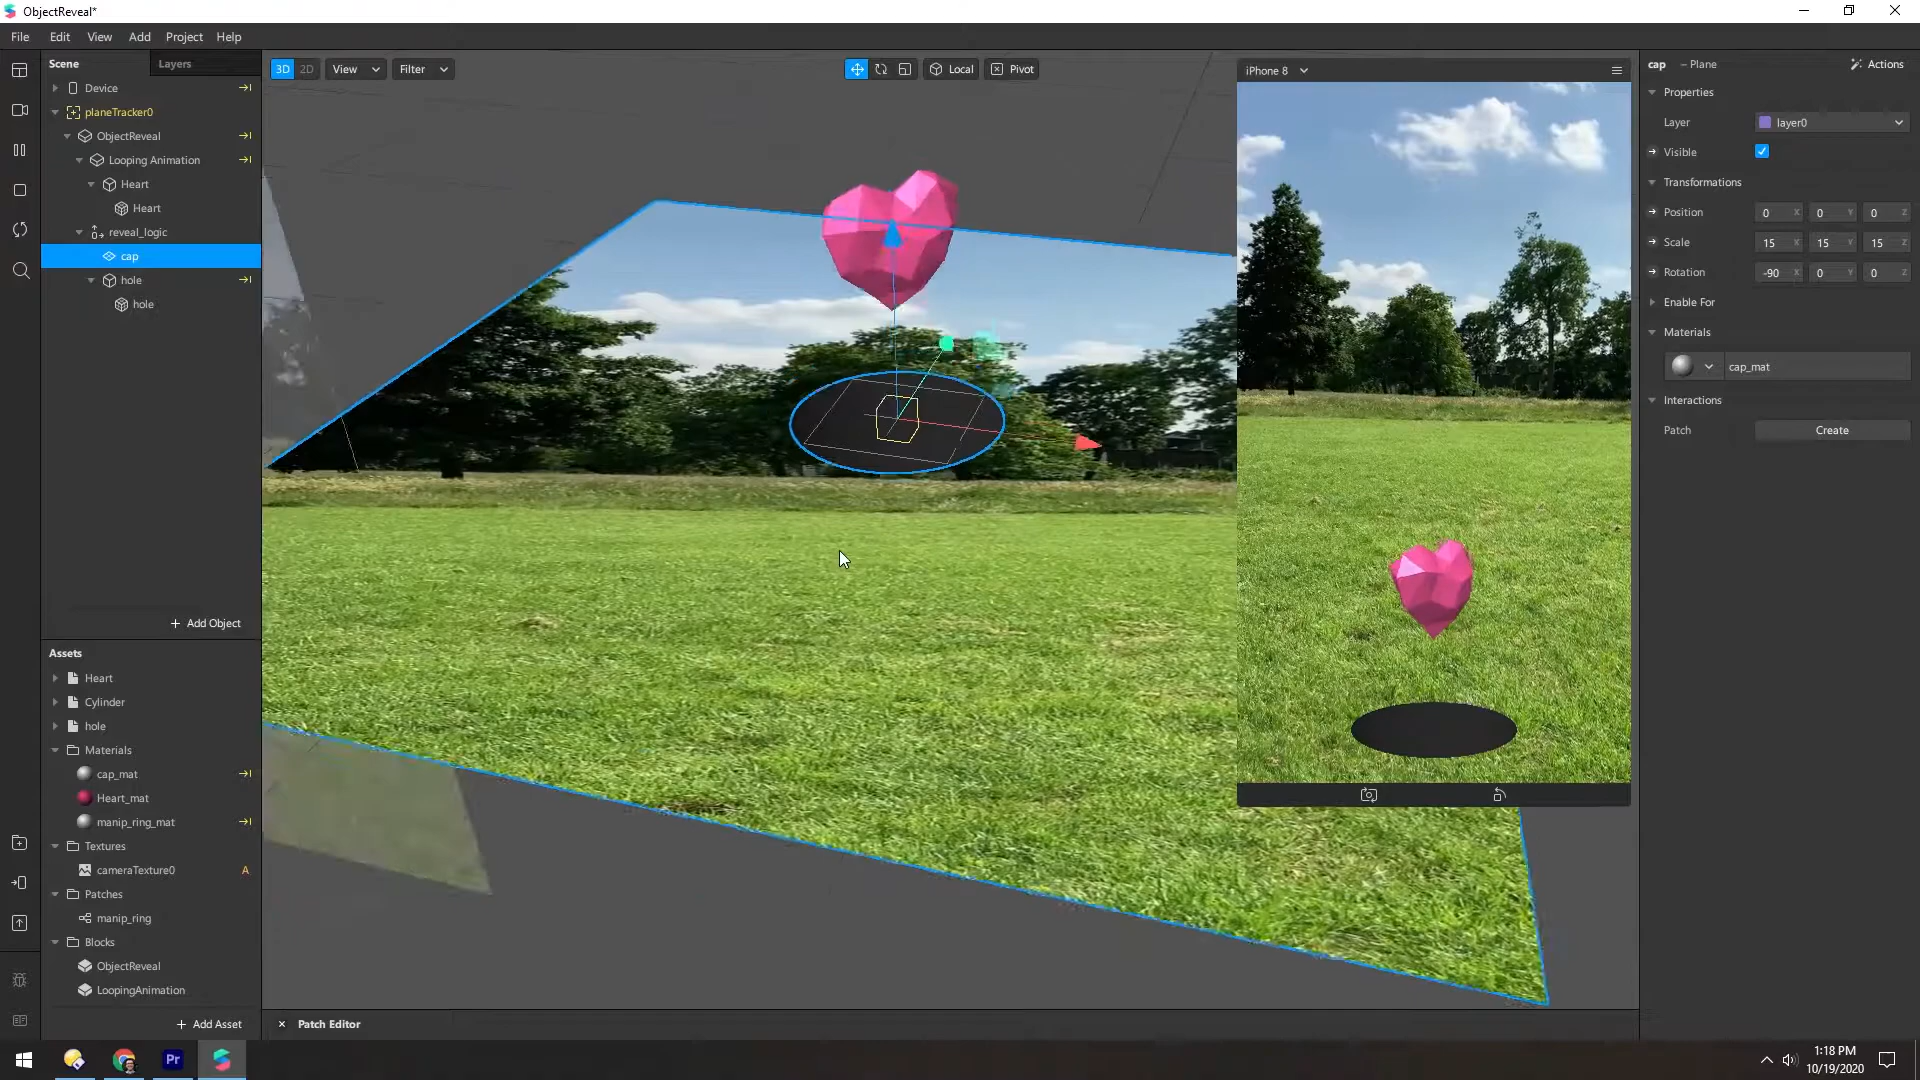 ObjectReveal*
File Edit View Add Project Help
Scene Layers
Device
planeTracker0
ObjectReveal
Looping Animation
Heart
Heart
reveal_logic
cap
hole
hole
+ Add Object
Assets
Heart
Cylinder
hole
Materials
cap_mat
Heart_mat
manip_ring_mat
Textures
cameraTexture0 A
Patches
manip_ring
Blocks
ObjectReveal
LoopingAnimation
+ Add Asset
3D 2D View Filter Local Pivot
iPhone 8
Patch Editor
cap – Plane Actions
Properties
Layer layer0
Visible
Transformations
Position 0 X 0 Y 0 Z
Scale 15 X 15 Y 15 Z
Rotation -90 X 0 Y 0 Z
Enable For
Materials
cap_mat
Interactions
Patch Create
Pr
1:18 PM
10/19/2020